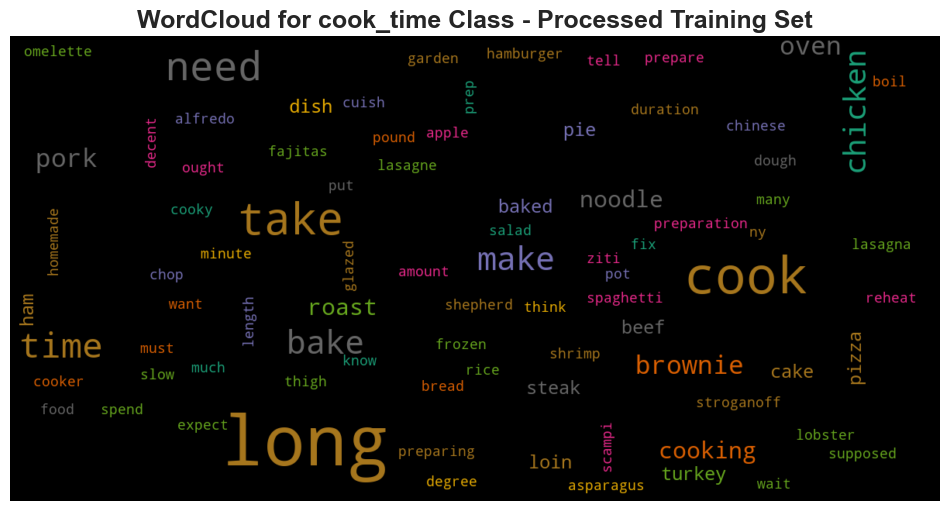 WordCloud for cook_time Class - Processed Training Set
omelette
need
garden
hamburger
tell
prepare
oven
chicken
boil
prep
dish
cuish
duration
alfredo
decent
pound
apple
pie
chinese
pork
fajitas
ought
lasagne
dough
put
many
noodle
baked
cooky
take
homemade
salad
preparation
ny
fix
lasagna
minute
glazed
make
ziti
pot
chop
amount
cook
want
length
roast
shepherd
think
spaghetti
reheat
ham
time
must
bake
know
frozen
beef
shrimp
brownie
pizza
cooker
slow
much
thigh
rice
bread
steak
cake
food
spend
stroganoff
expect
long
preparing
loin
scampi
cooking
lobster
supposed
degree
asparagus
turkey
wait